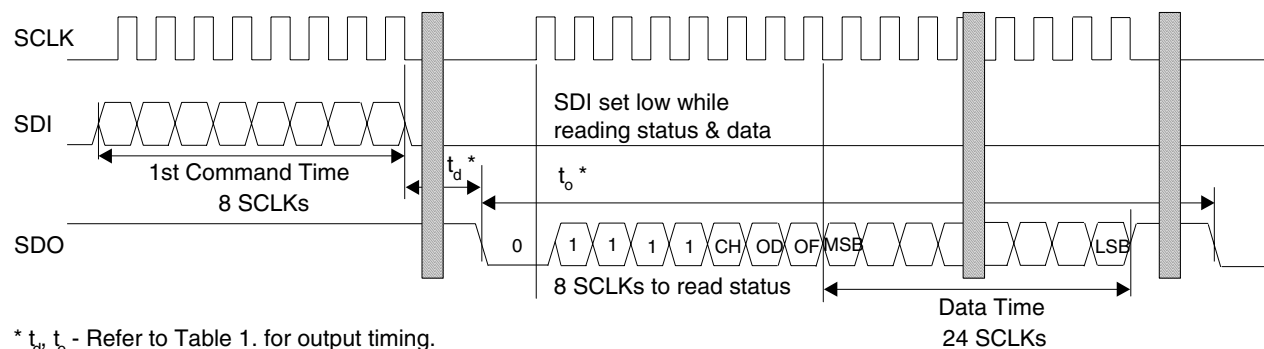 SCLK
SDI
SDI set low while
reading status & data
1st Command Time
8 SCLKs
td *
to *
SDO
0 1 1 1 1 CH OD OF MSB LSB
8 SCLKs to read status
Data Time
24 SCLKs
* td, to - Refer to Table 1. for output timing.